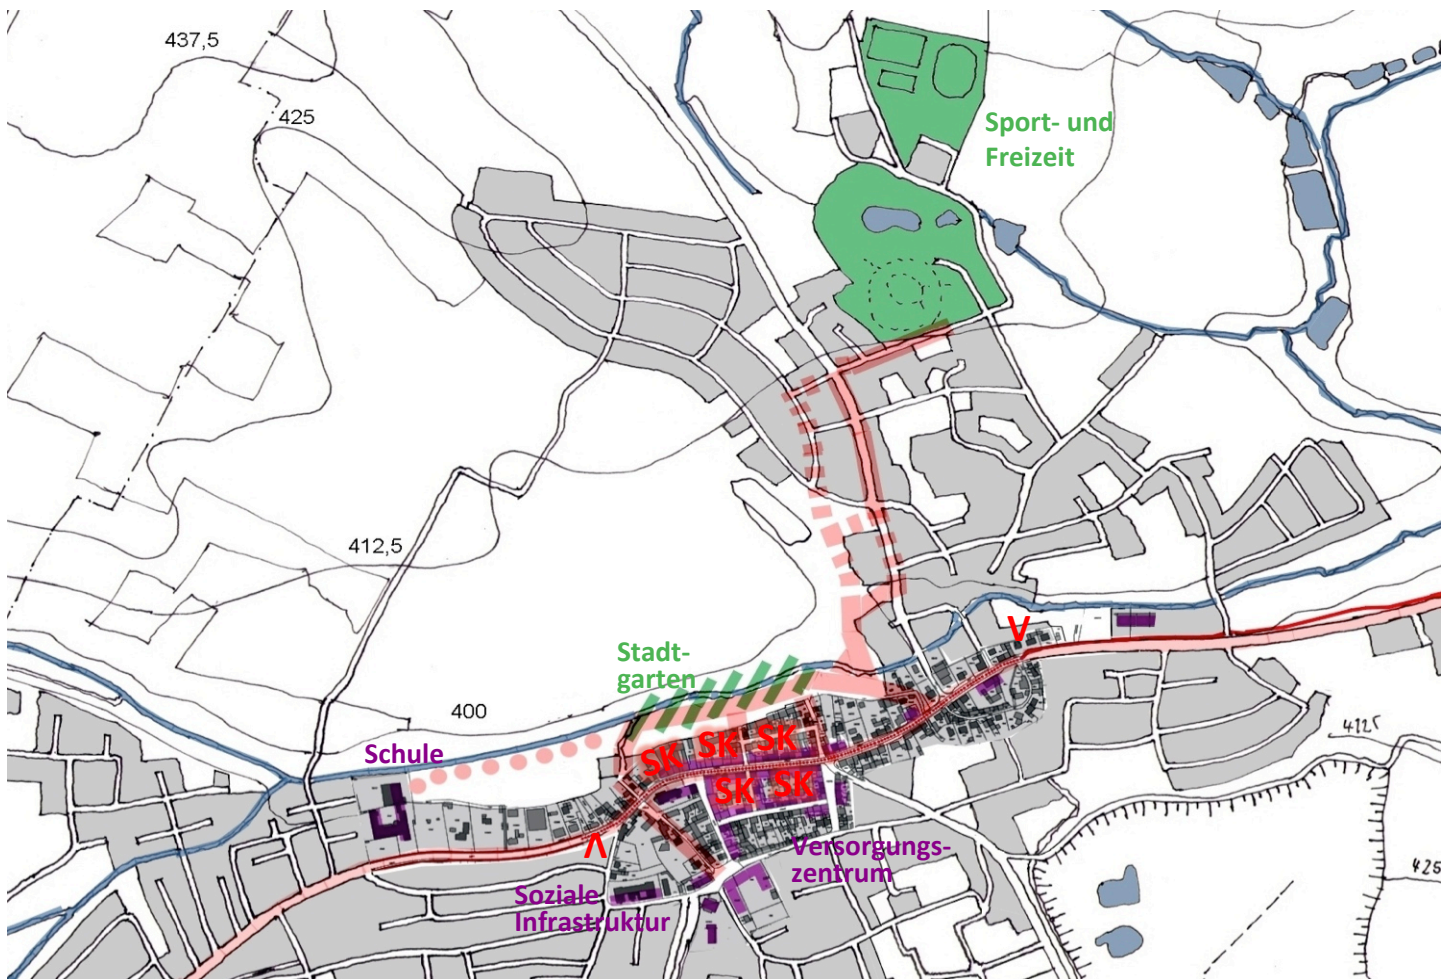 437,5
425
Sport- und
Freizeit
412,5
Stadt-
garten
V
400
422,5
Schule
SK
SK
SK
SK
SK
425
V
Versorgungs-
zentrum
Soziale
Infrastruktur